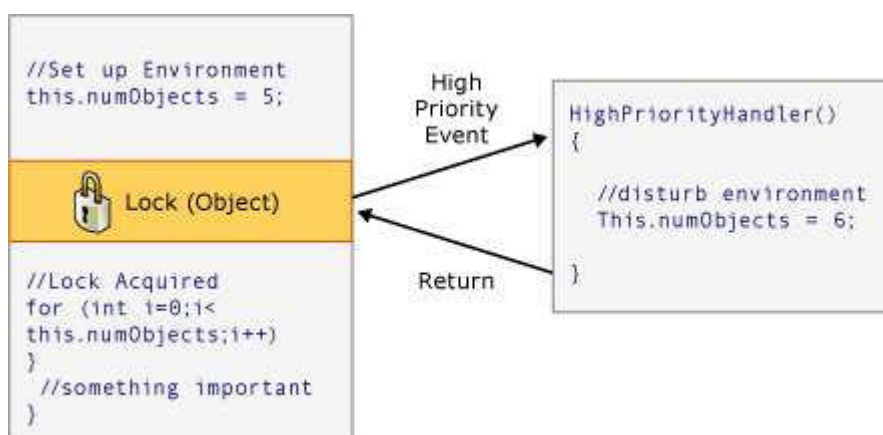 //Set up Environment
this.numObjects = 5;
Lock (Object)
//Lock Acquired
for (int i=0;i<
this.numObjects;i++)
}
//something important
}
High
Priority
Event
Return
HighPriorityHandler()
{
//disturb environment
This.numObjects = 6;
}